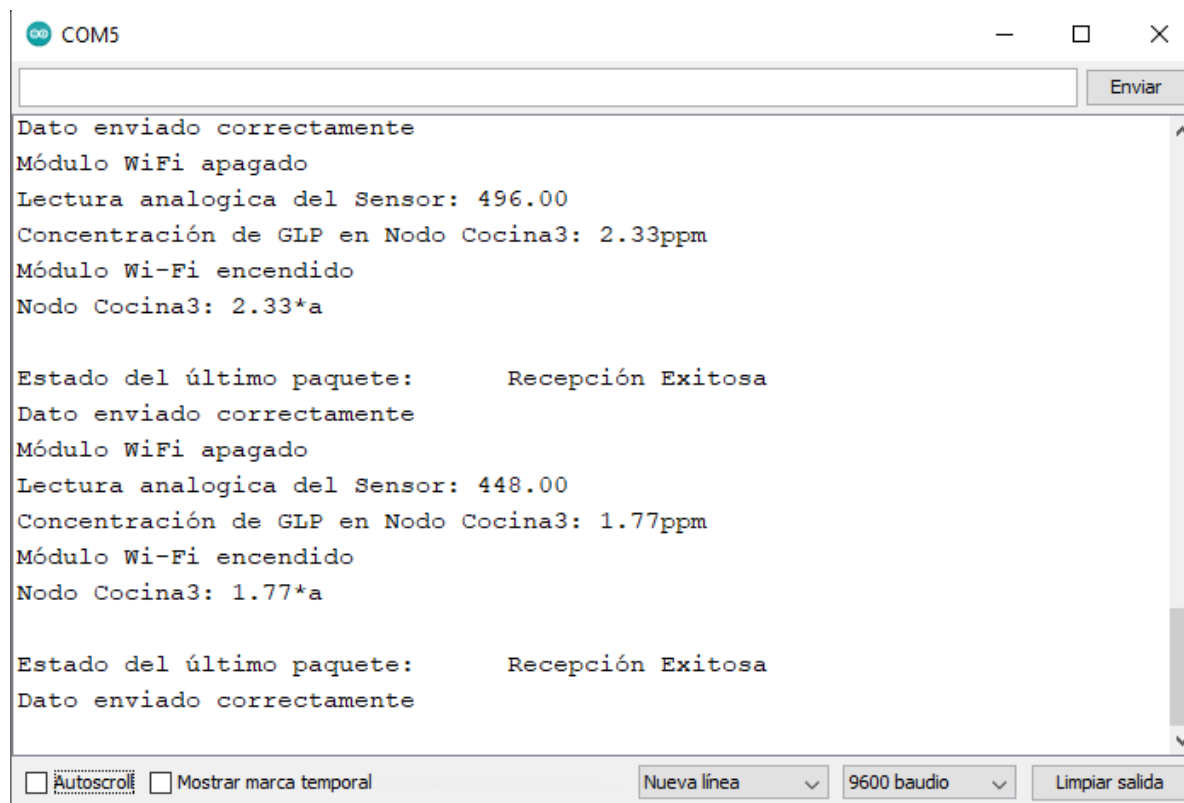 COM5
Enviar
Dato enviado correctamente
Módulo WiFi apagado
Lectura analogica del Sensor: 496.00
Concentración de GLP en Nodo Cocina3: 2.33ppm
Módulo Wi-Fi encendido
Nodo Cocina3: 2.33*a
Estado del último paquete: Recepción Exitosa
Dato enviado correctamente
Módulo WiFi apagado
Lectura analogica del Sensor: 448.00
Concentración de GLP en Nodo Cocina3: 1.77ppm
Módulo Wi-Fi encendido
Nodo Cocina3: 1.77*a
Estado del último paquete: Recepción Exitosa
Dato enviado correctamente
Autoscroll Mostrar marca temporal Nueva línea 9600 baudio Limpiar salida